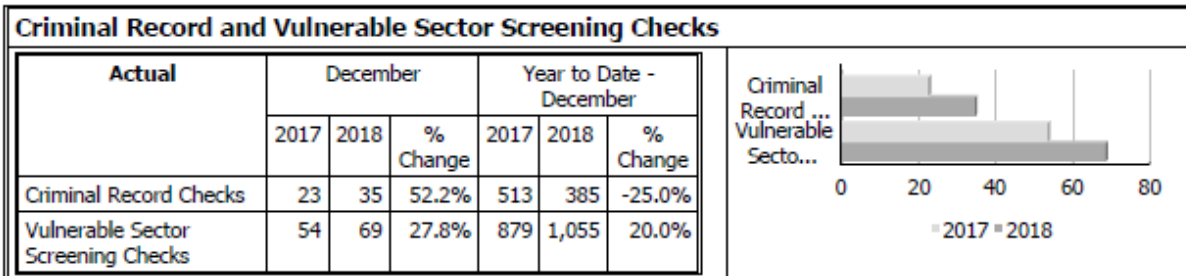 Criminal Record and Vulnerable Sector Screening Checks
Actual December Year to Date - December
2017 2018 % Change 2017 2018 % Change
Criminal Record Checks 23 35 52.2% 513 385 -25.0%
Vulnerable Sector Screening Checks 54 69 27.8% 879 1,055 20.0%
Criminal
Record ...
Vulnerable
Secto...
0 20 40 60 80
2017 2018